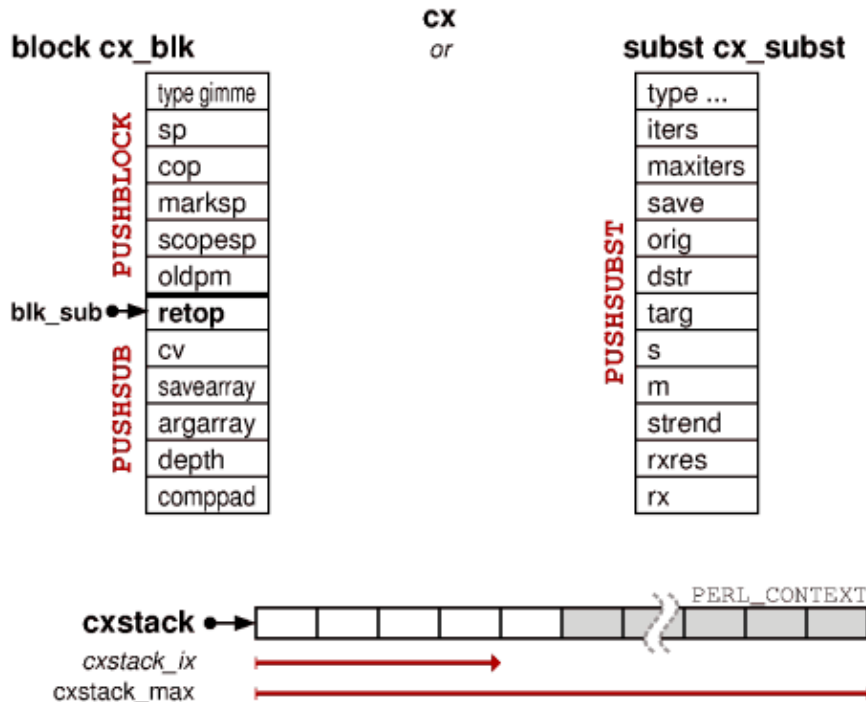 cx
or
block cx_blk
subst cx_subst
PUSHBLOCK
type gimme
sp
cop
marksp
scopesp
oldpm
blk_sub
retop
PUSHSUB
cv
savearray
argarray
depth
comppad
PUSHSUBST
type ...
iters
maxiters
save
orig
dstr
targ
s
m
strend
rxres
rx
PERL_CONTEXT
cxstack
cxstack_ix
cxstack_max